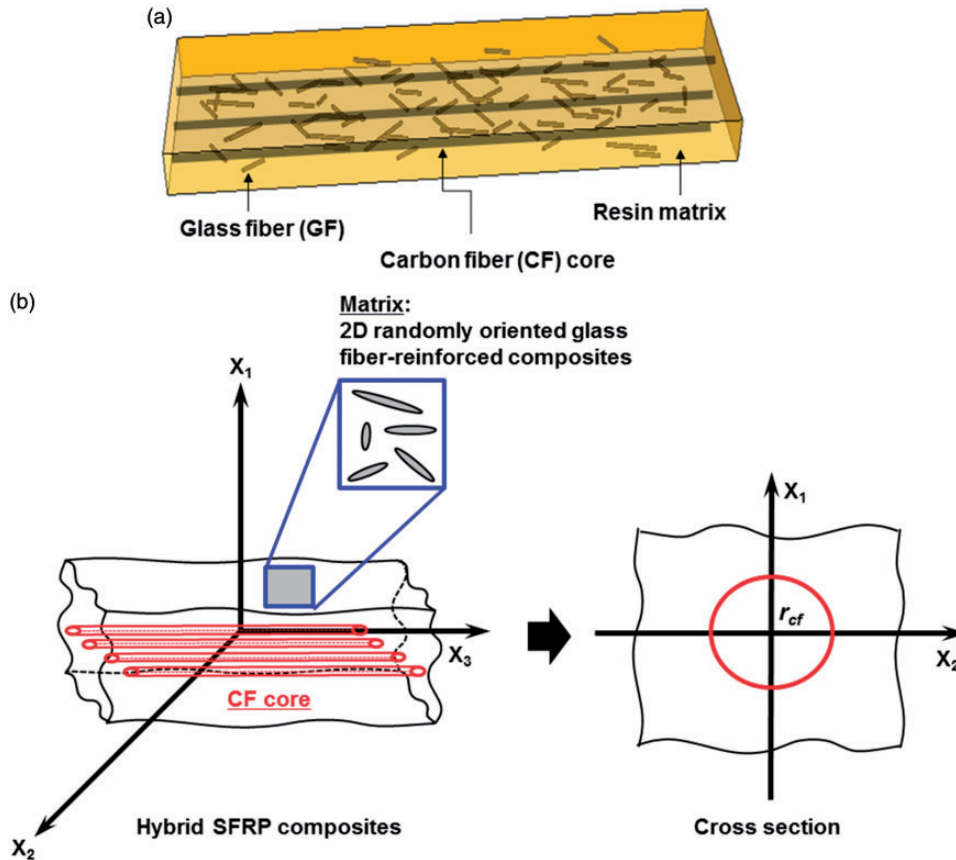 (a)
Glass fiber (GF)
Carbon fiber (CF) core
Resin matrix
(b)
Matrix:
2D randomly oriented glass
fiber-reinforced composites
X1
X3
X2
CF core
Hybrid SFRP composites
X1
rcf
X2
Cross section